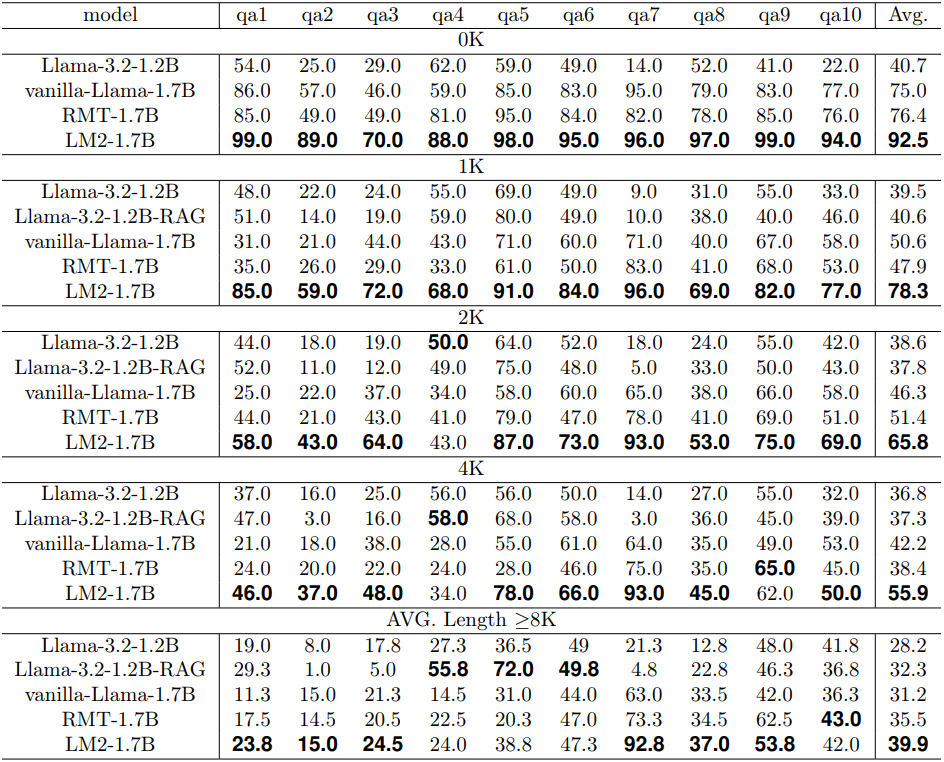 model qa1 qa2 qa3 qa4 qa5 qa6 qa7 qa8 qa9 qa10 Avg.
0K
Llama-3.2-1.2B 54.0 25.0 29.0 62.0 59.0 49.0 14.0 52.0 41.0 22.0 40.7
vanilla-Llama-1.7B 86.0 57.0 46.0 59.0 85.0 83.0 95.0 79.0 83.0 77.0 75.0
RMT-1.7B 85.0 49.0 49.0 81.0 95.0 84.0 82.0 78.0 85.0 76.0 76.4
LM2-1.7B 99.0 89.0 70.0 88.0 98.0 95.0 96.0 97.0 99.0 94.0 92.5
1K
Llama-3.2-1.2B 48.0 22.0 24.0 55.0 69.0 49.0 9.0 31.0 55.0 33.0 39.5
Llama-3.2-1.2B-RAG 51.0 14.0 19.0 59.0 80.0 49.0 10.0 38.0 40.0 46.0 40.6
vanilla-Llama-1.7B 31.0 21.0 44.0 43.0 71.0 60.0 71.0 40.0 67.0 58.0 50.6
RMT-1.7B 35.0 26.0 29.0 33.0 61.0 50.0 83.0 41.0 68.0 53.0 47.9
LM2-1.7B 85.0 59.0 72.0 68.0 91.0 84.0 96.0 69.0 82.0 77.0 78.3
2K
Llama-3.2-1.2B 44.0 18.0 19.0 50.0 64.0 52.0 18.0 24.0 55.0 42.0 38.6
Llama-3.2-1.2B-RAG 52.0 11.0 12.0 49.0 75.0 48.0 5.0 33.0 50.0 43.0 37.8
vanilla-Llama-1.7B 25.0 22.0 37.0 34.0 58.0 60.0 65.0 38.0 66.0 58.0 46.3
RMT-1.7B 44.0 21.0 43.0 41.0 79.0 47.0 78.0 41.0 69.0 51.0 51.4
LM2-1.7B 58.0 43.0 64.0 43.0 87.0 73.0 93.0 53.0 75.0 69.0 65.8
4K
Llama-3.2-1.2B 37.0 16.0 25.0 56.0 56.0 50.0 14.0 27.0 55.0 32.0 36.8
Llama-3.2-1.2B-RAG 47.0 3.0 16.0 58.0 68.0 58.0 3.0 36.0 45.0 39.0 37.3
vanilla-Llama-1.7B 21.0 18.0 38.0 28.0 55.0 61.0 64.0 35.0 49.0 53.0 42.2
RMT-1.7B 24.0 20.0 22.0 24.0 28.0 46.0 75.0 35.0 65.0 45.0 38.4
LM2-1.7B 46.0 37.0 48.0 34.0 78.0 66.0 93.0 45.0 62.0 50.0 55.9
AVG. Length ≥8K
Llama-3.2-1.2B 19.0 8.0 17.8 27.3 36.5 49 21.3 12.8 48.0 41.8 28.2
Llama-3.2-1.2B-RAG 29.3 1.0 5.0 55.8 72.0 49.8 4.8 22.8 46.3 36.8 32.3
vanilla-Llama-1.7B 11.3 15.0 21.3 14.5 31.0 44.0 63.0 33.5 42.0 36.3 31.2
RMT-1.7B 17.5 14.5 20.5 22.5 20.3 47.0 73.3 34.5 62.5 43.0 35.5
LM2-1.7B 23.8 15.0 24.5 24.0 38.8 47.3 92.8 37.0 53.8 42.0 39.9